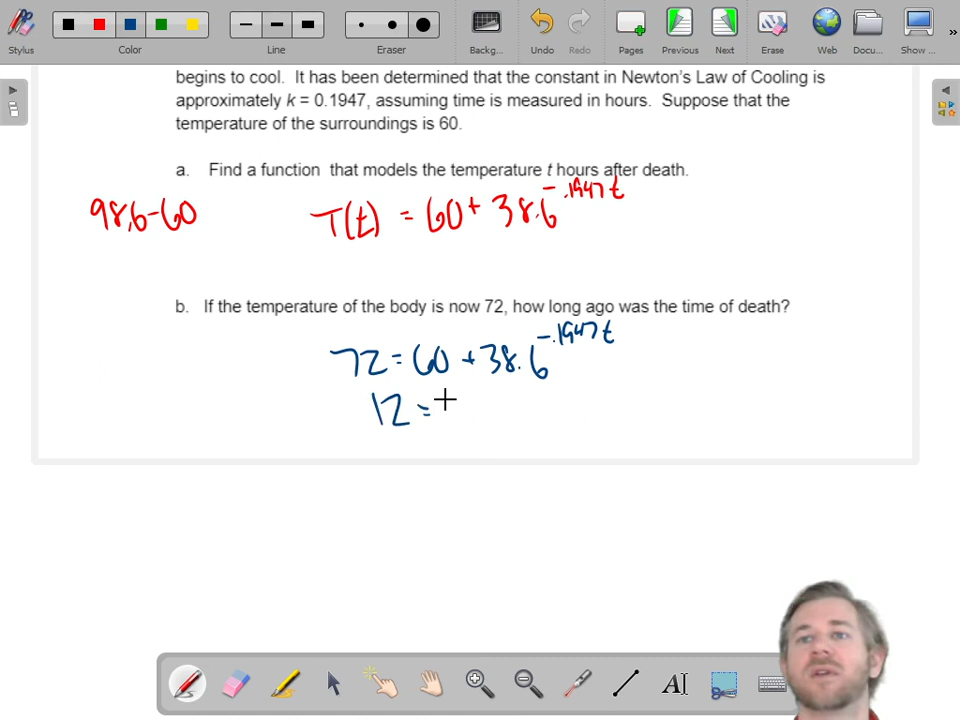 Stylus Color Line Eraser Backg... Undo Redo Pages Previous Next Erase Web Docu... Show ... »
begins to cool. It has been determined that the constant in Newton's Law of Cooling is
approximately k = 0.1947, assuming time is measured in hours. Suppose that the
temperature of the surroundings is 60.
a. Find a function that models the temperature t hours after death.
98.6-60 T(t) = 60 + 38.6^-.1947t
b. If the temperature of the body is now 72, how long ago was the time of death?
72 = 60 + 38.6^-.1947t
12 =